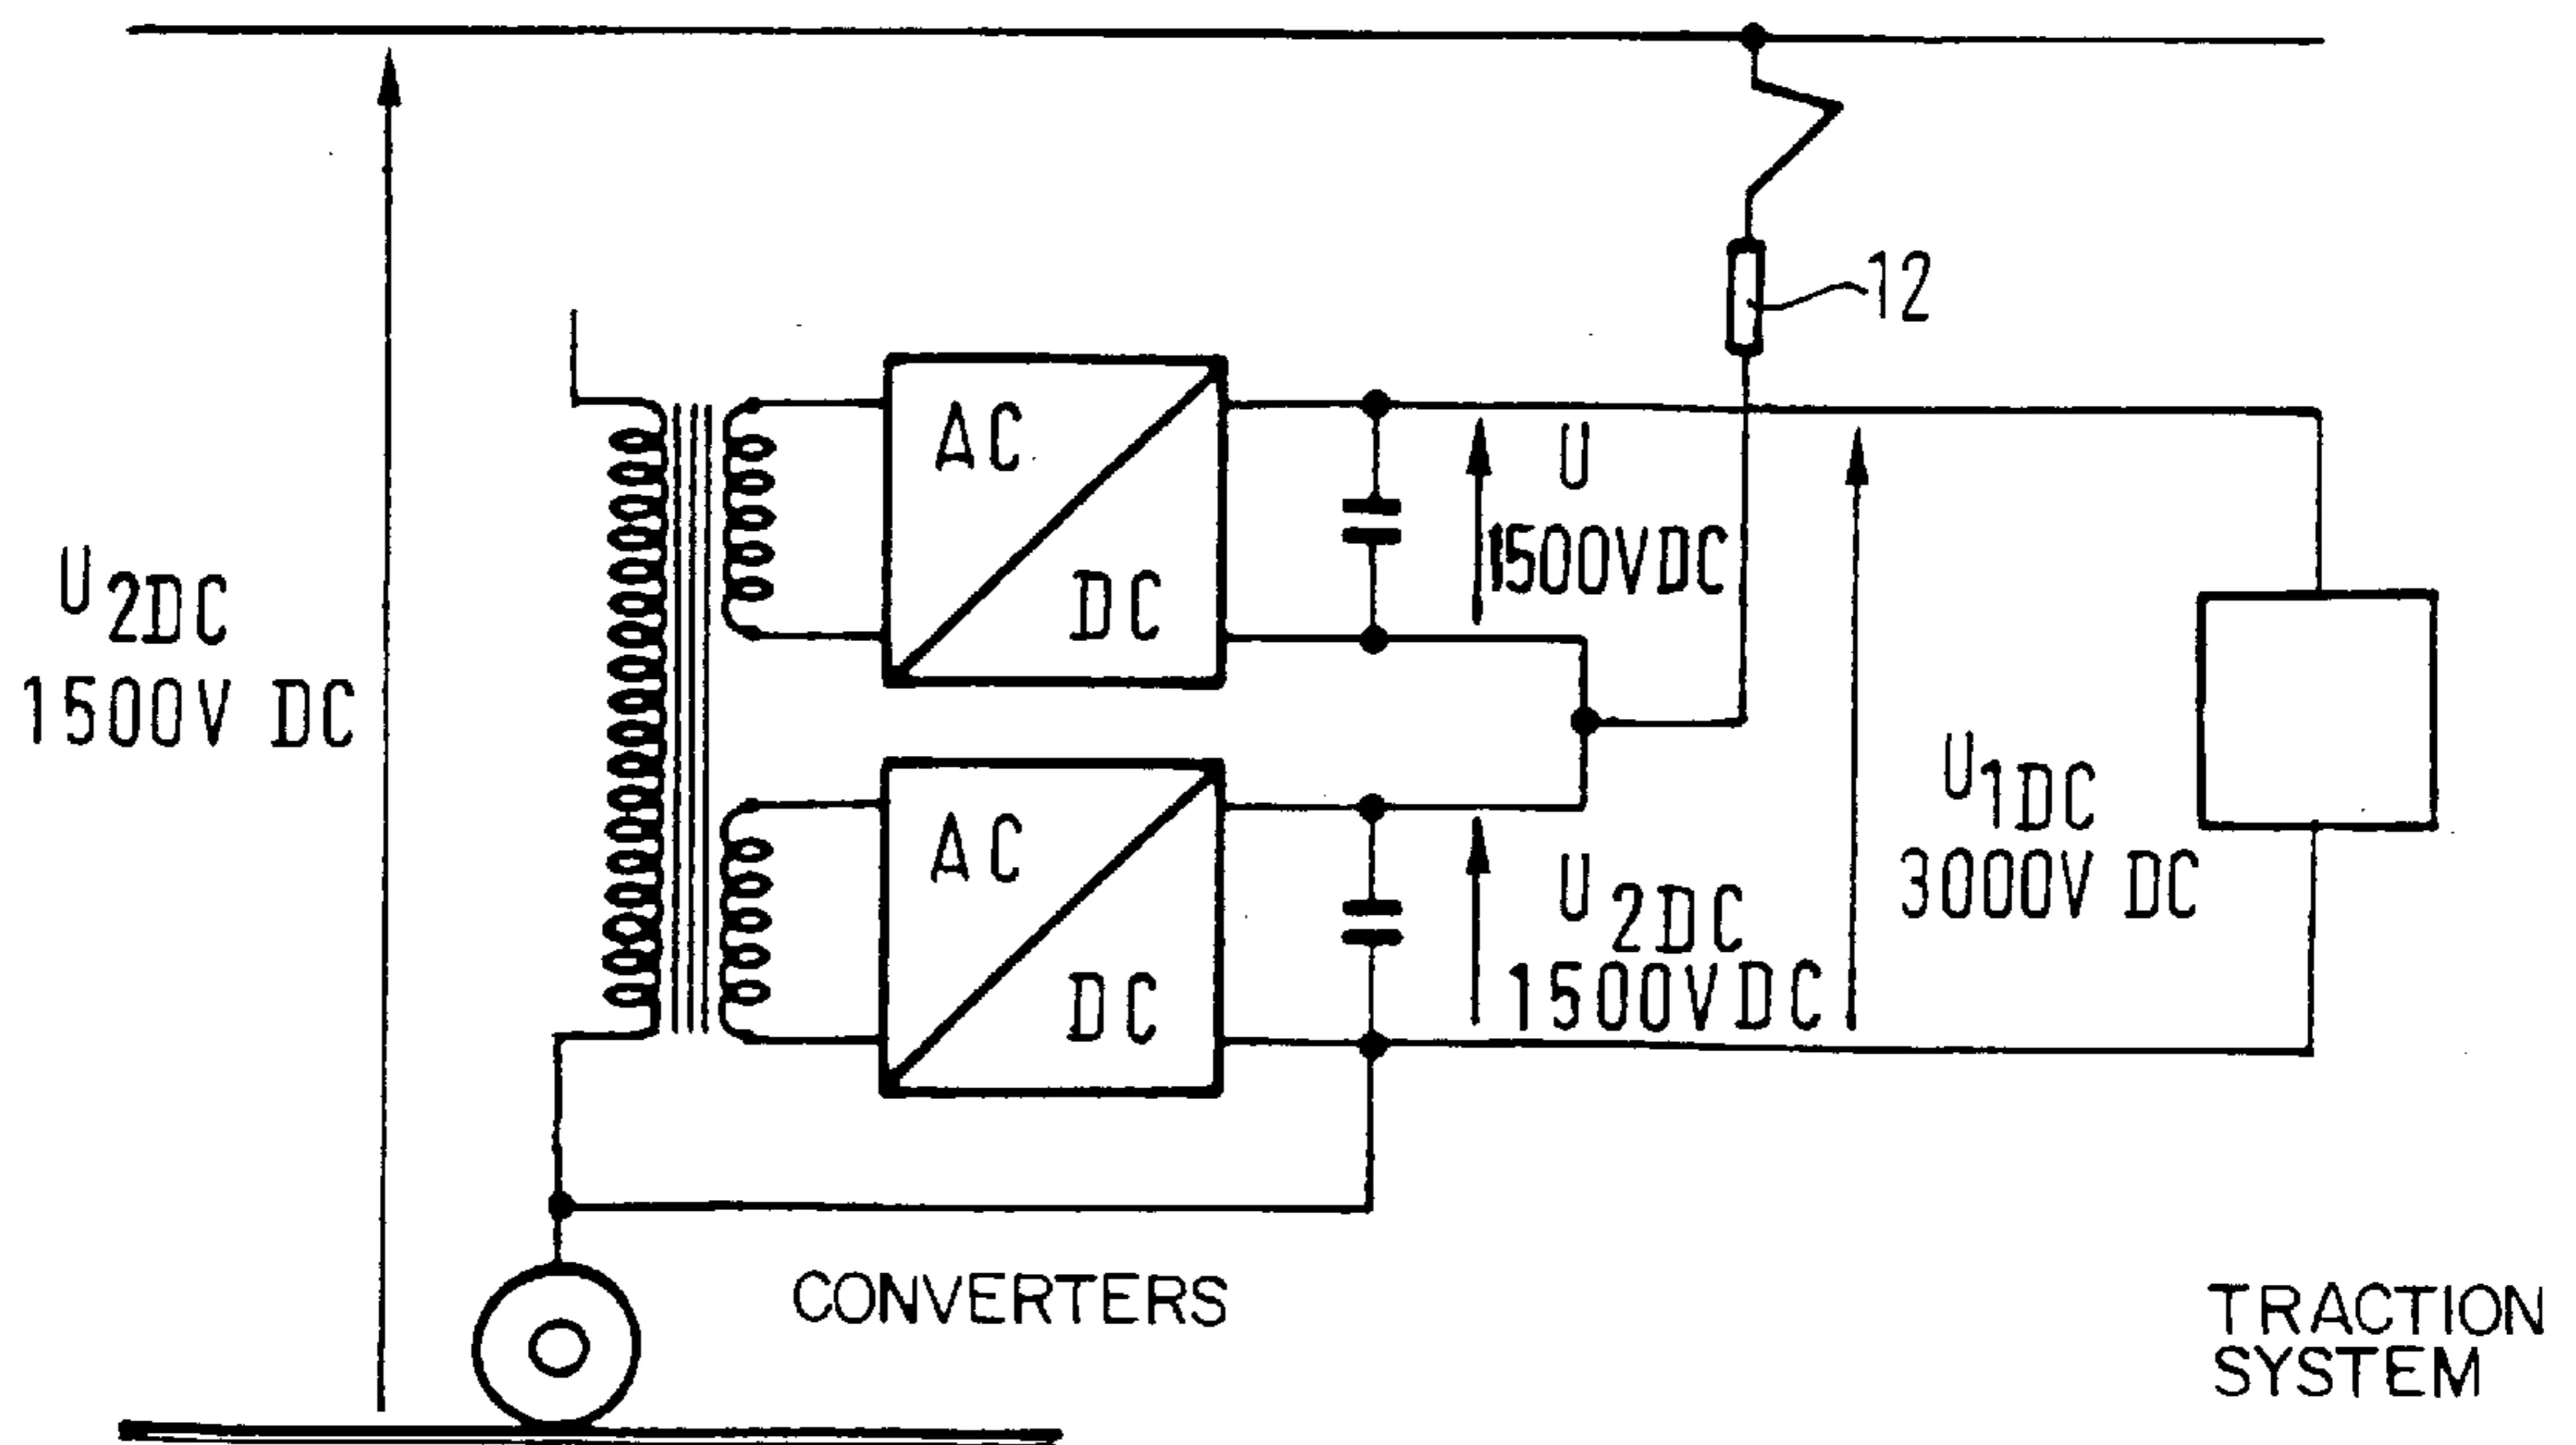 12
AC
DC
U
1500VDC
U2DC
1500V DC
AC
DC
U2DC
1500VDC
U1DC
3000V DC
CONVERTERS
TRACTION
SYSTEM